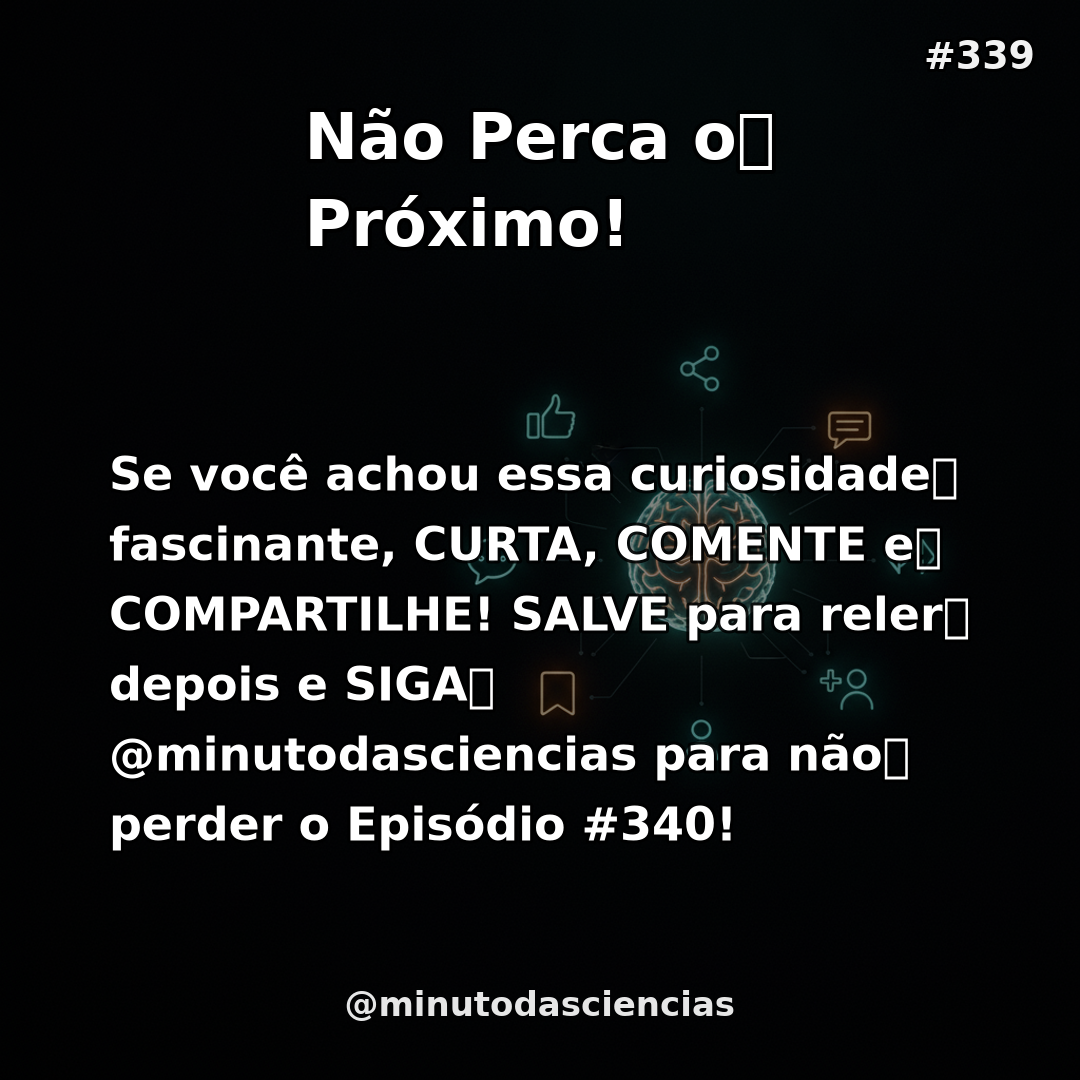 #339
Não Perca o
Próximo!
Se você achou essa curiosidade
fascinante, CURTA, COMENTE e
COMPARTILHE! SALVE para reler
depois e SIGA
@minutodasciencias para não
perder o Episódio #340!
@minutodasciencias